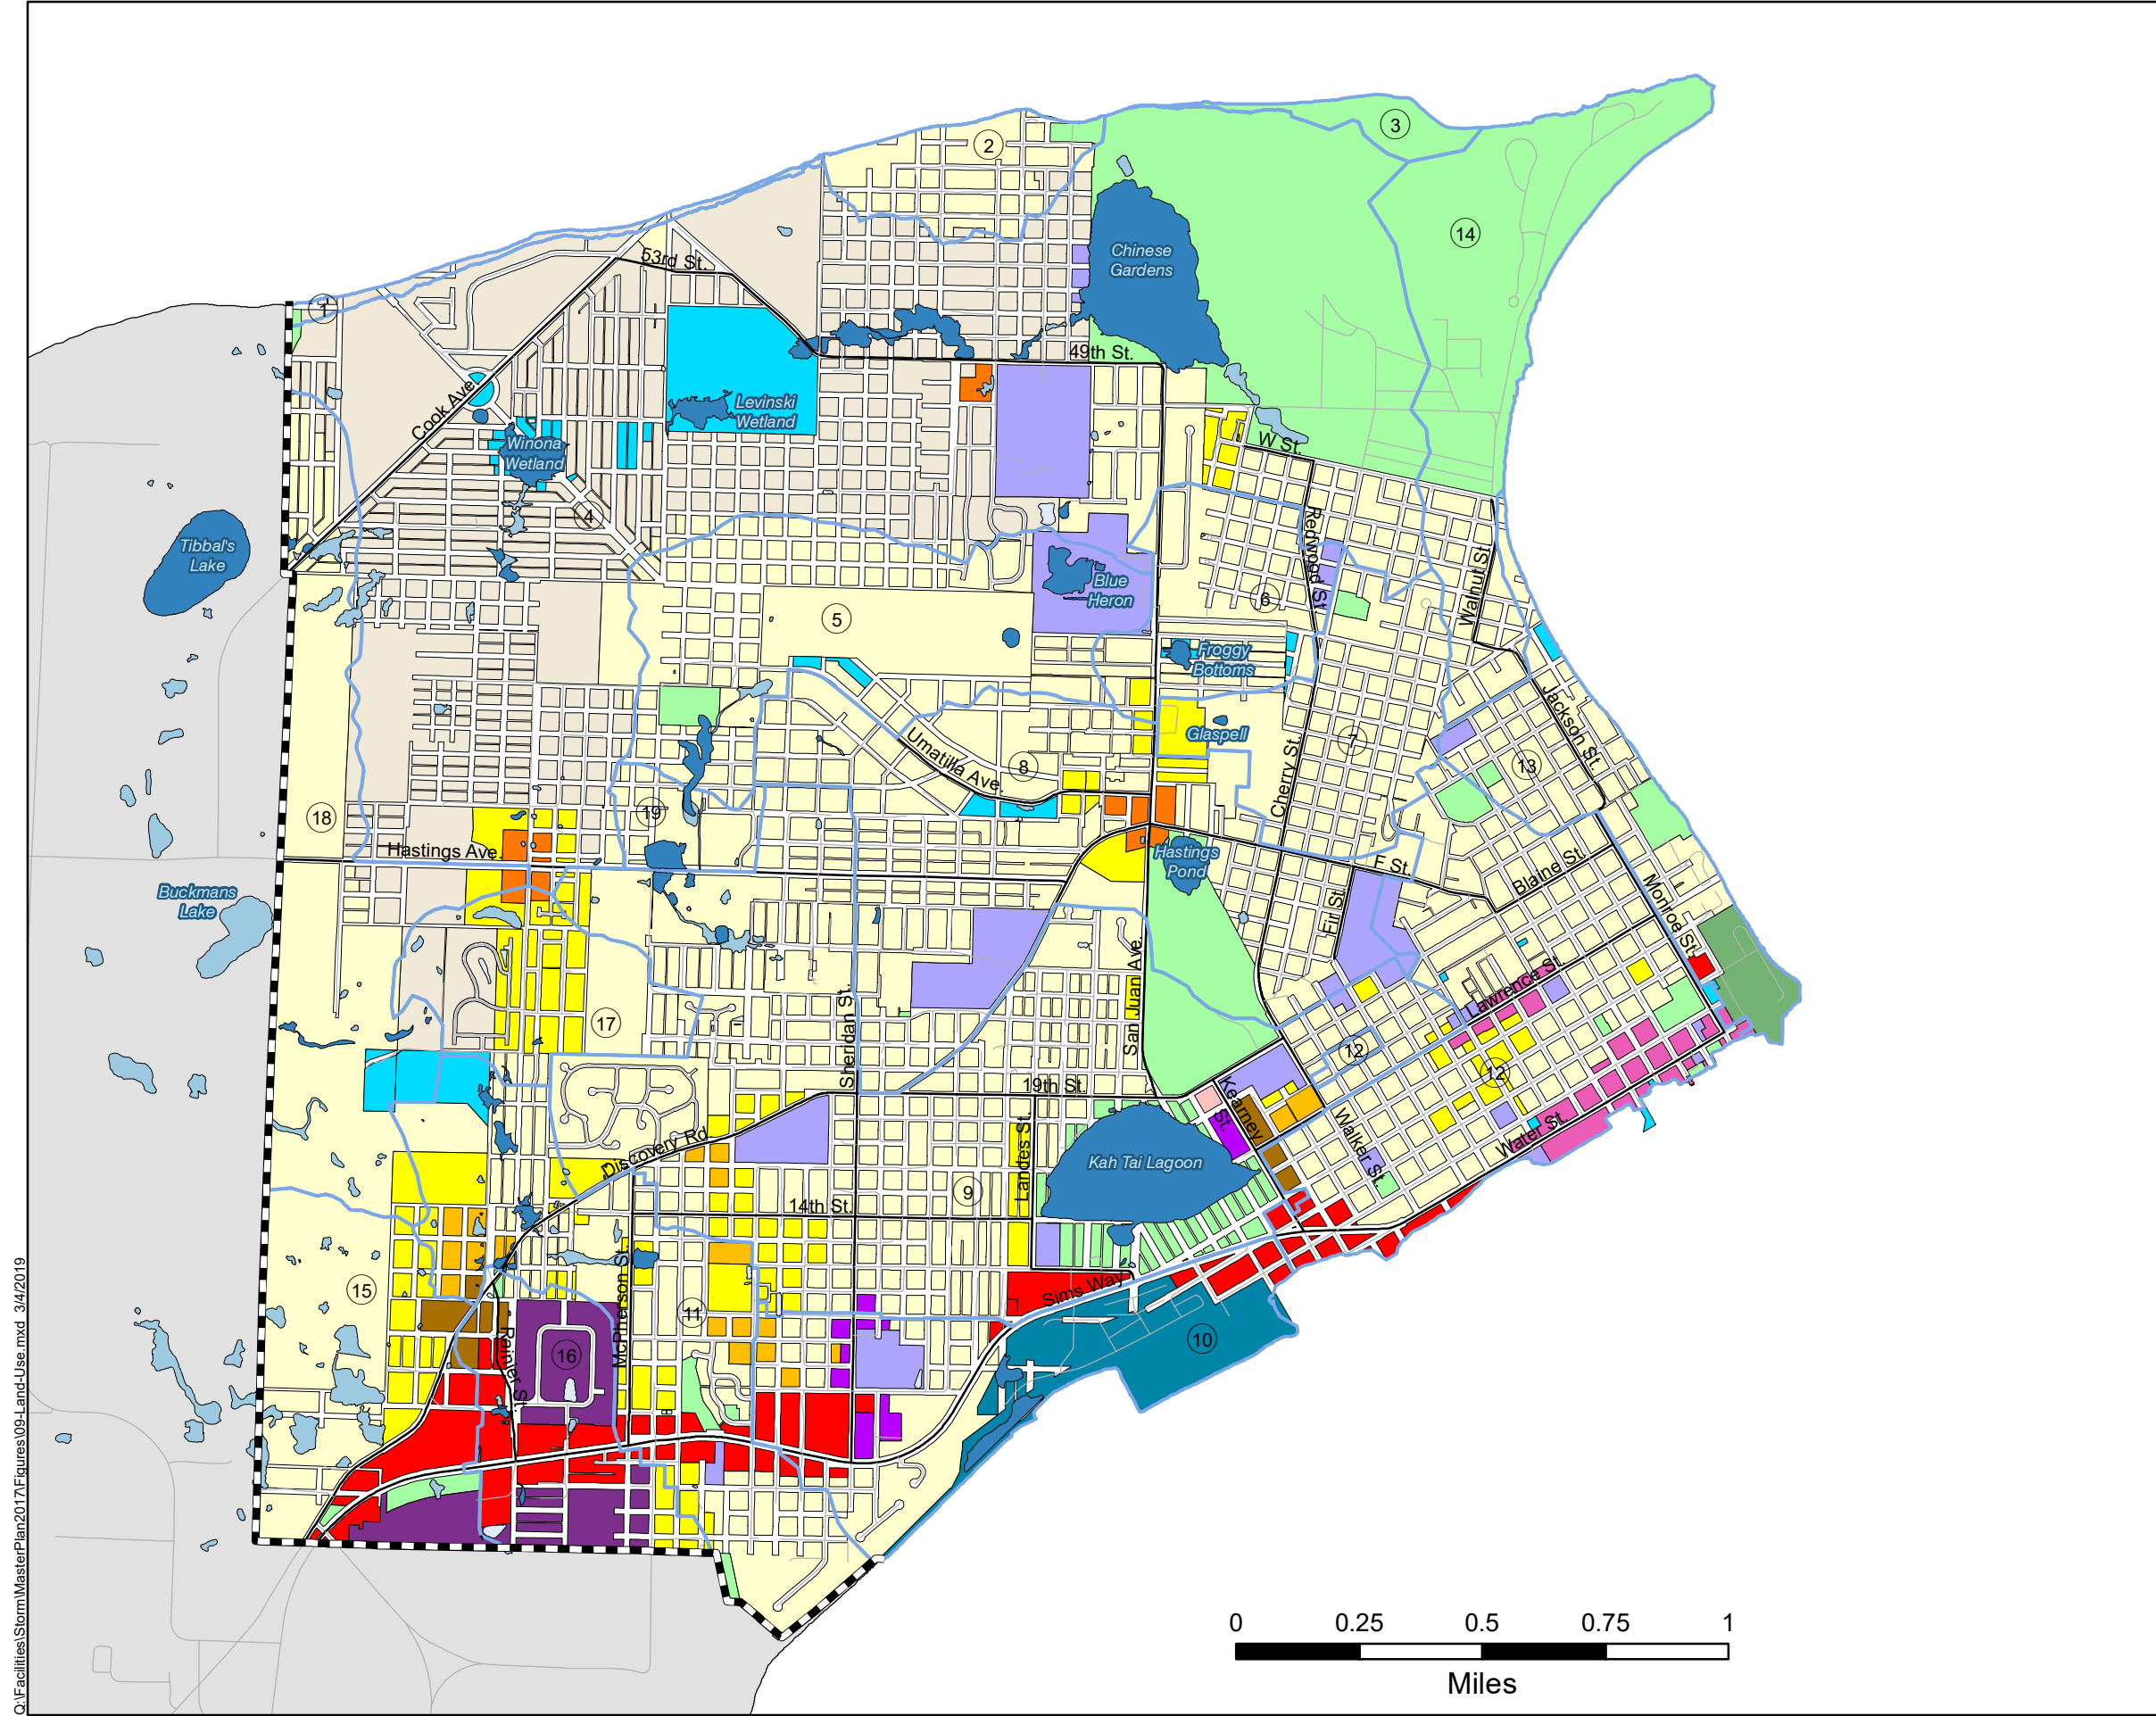 3
2
14
Chinese
Gardens
53rd St.
1
49th St.
Cook Ave.
Levinski
Wetland
Winona
Wetland
W St.
4
Redwood St.
Tibbal's
Lake
Blue
Heron
Walnut St.
6
5
Froggy
Bottoms
Jackson St.
Glaspell
7
Umatilla Ave.
8
13
Cherry St.
19
18
Hastings Ave.
Hastings
Pond
F St.
Blaine St.
Buckmans
Lake
Fir St.
Monroe St.
San Juan Ave.
Lawrence St.
Sheridan St.
17
12
12
19th St.
Kearney
St.
Landes St.
Walker St.
Water St.
Discovery Rd.
Kah Tai Lagoon
9
14th St.
15
McPherson St.
Sims Way
11
10
Rainier St.
16
0
0.25
0.5
0.75
1
Miles
Q:\Facilities\Storm\MasterPlan2017\Figures\09-Land-Use.mxd 3/4/2019